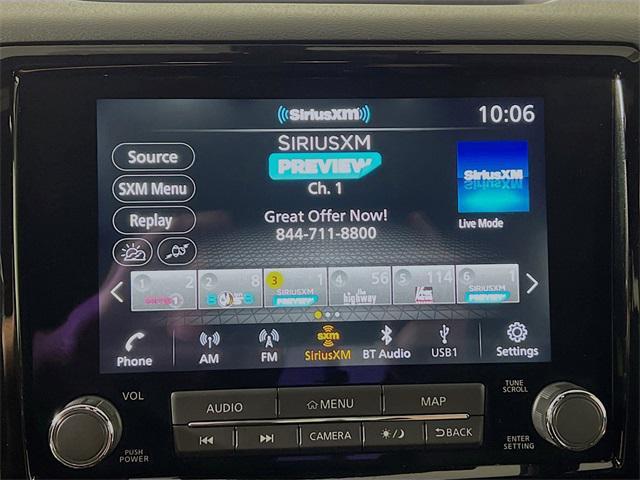 SiriusXM 10:06
SIRIUSXM
PREVIEW
Ch. 1
Great Offer Now!
844-711-8800
Source
SXM Menu
Replay
SiriusXM
Live Mode
1 2
2 8
3 1 SIRIUSXM PREVIEW
4 56 the highway
5 114
6 1 SIRIUSXM PREVIEW
Phone AM FM sxm SiriusXM BT Audio USB1 Settings
VOL
PUSH
POWER
AUDIO MENU MAP
CAMERA BACK
TUNE
SCROLL
ENTER
SETTING